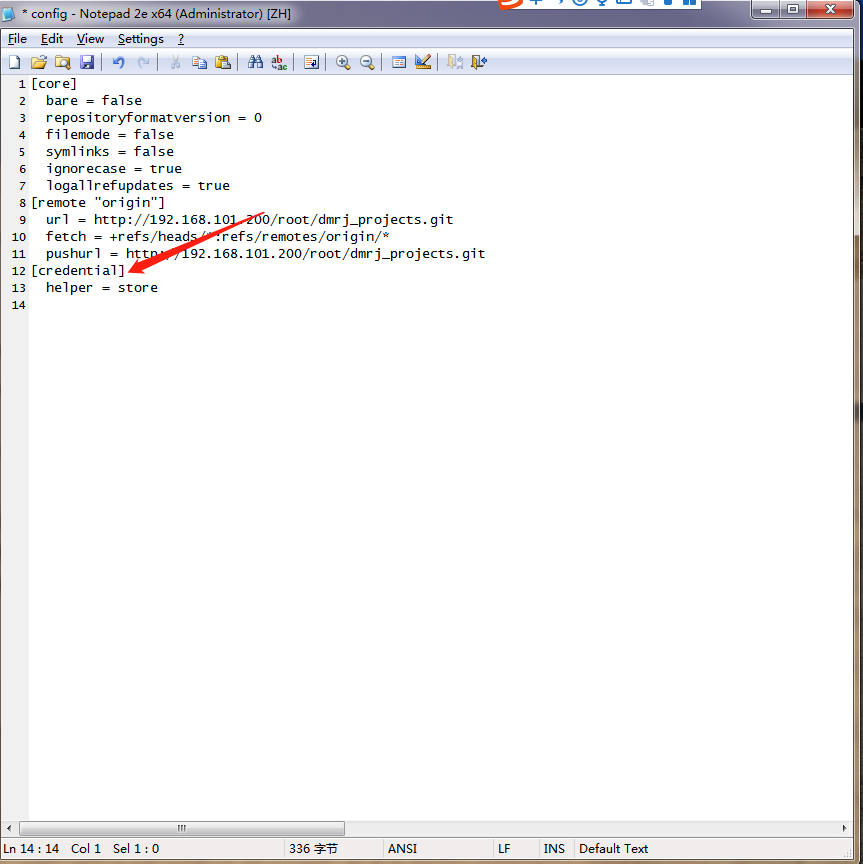 * config - Notepad 2e x64 (Administrator) [ZH]
File Edit View Settings ?
1 [core]
2 bare = false
3 repositoryformatversion = 0
4 filemode = false
5 symlinks = false
6 ignorecase = true
7 logallrefupdates = true
8 [remote "origin"]
9 url = http://192.168.101.200/root/dmrj_projects.git
10 fetch = +refs/heads/*:refs/remotes/origin/*
11 pushurl = http://192.168.101.200/root/dmrj_projects.git
12 [credential]
13 helper = store
14
Ln 14 : 14 Col 1 Sel 1 : 0 336 字节 ANSI LF INS Default Text